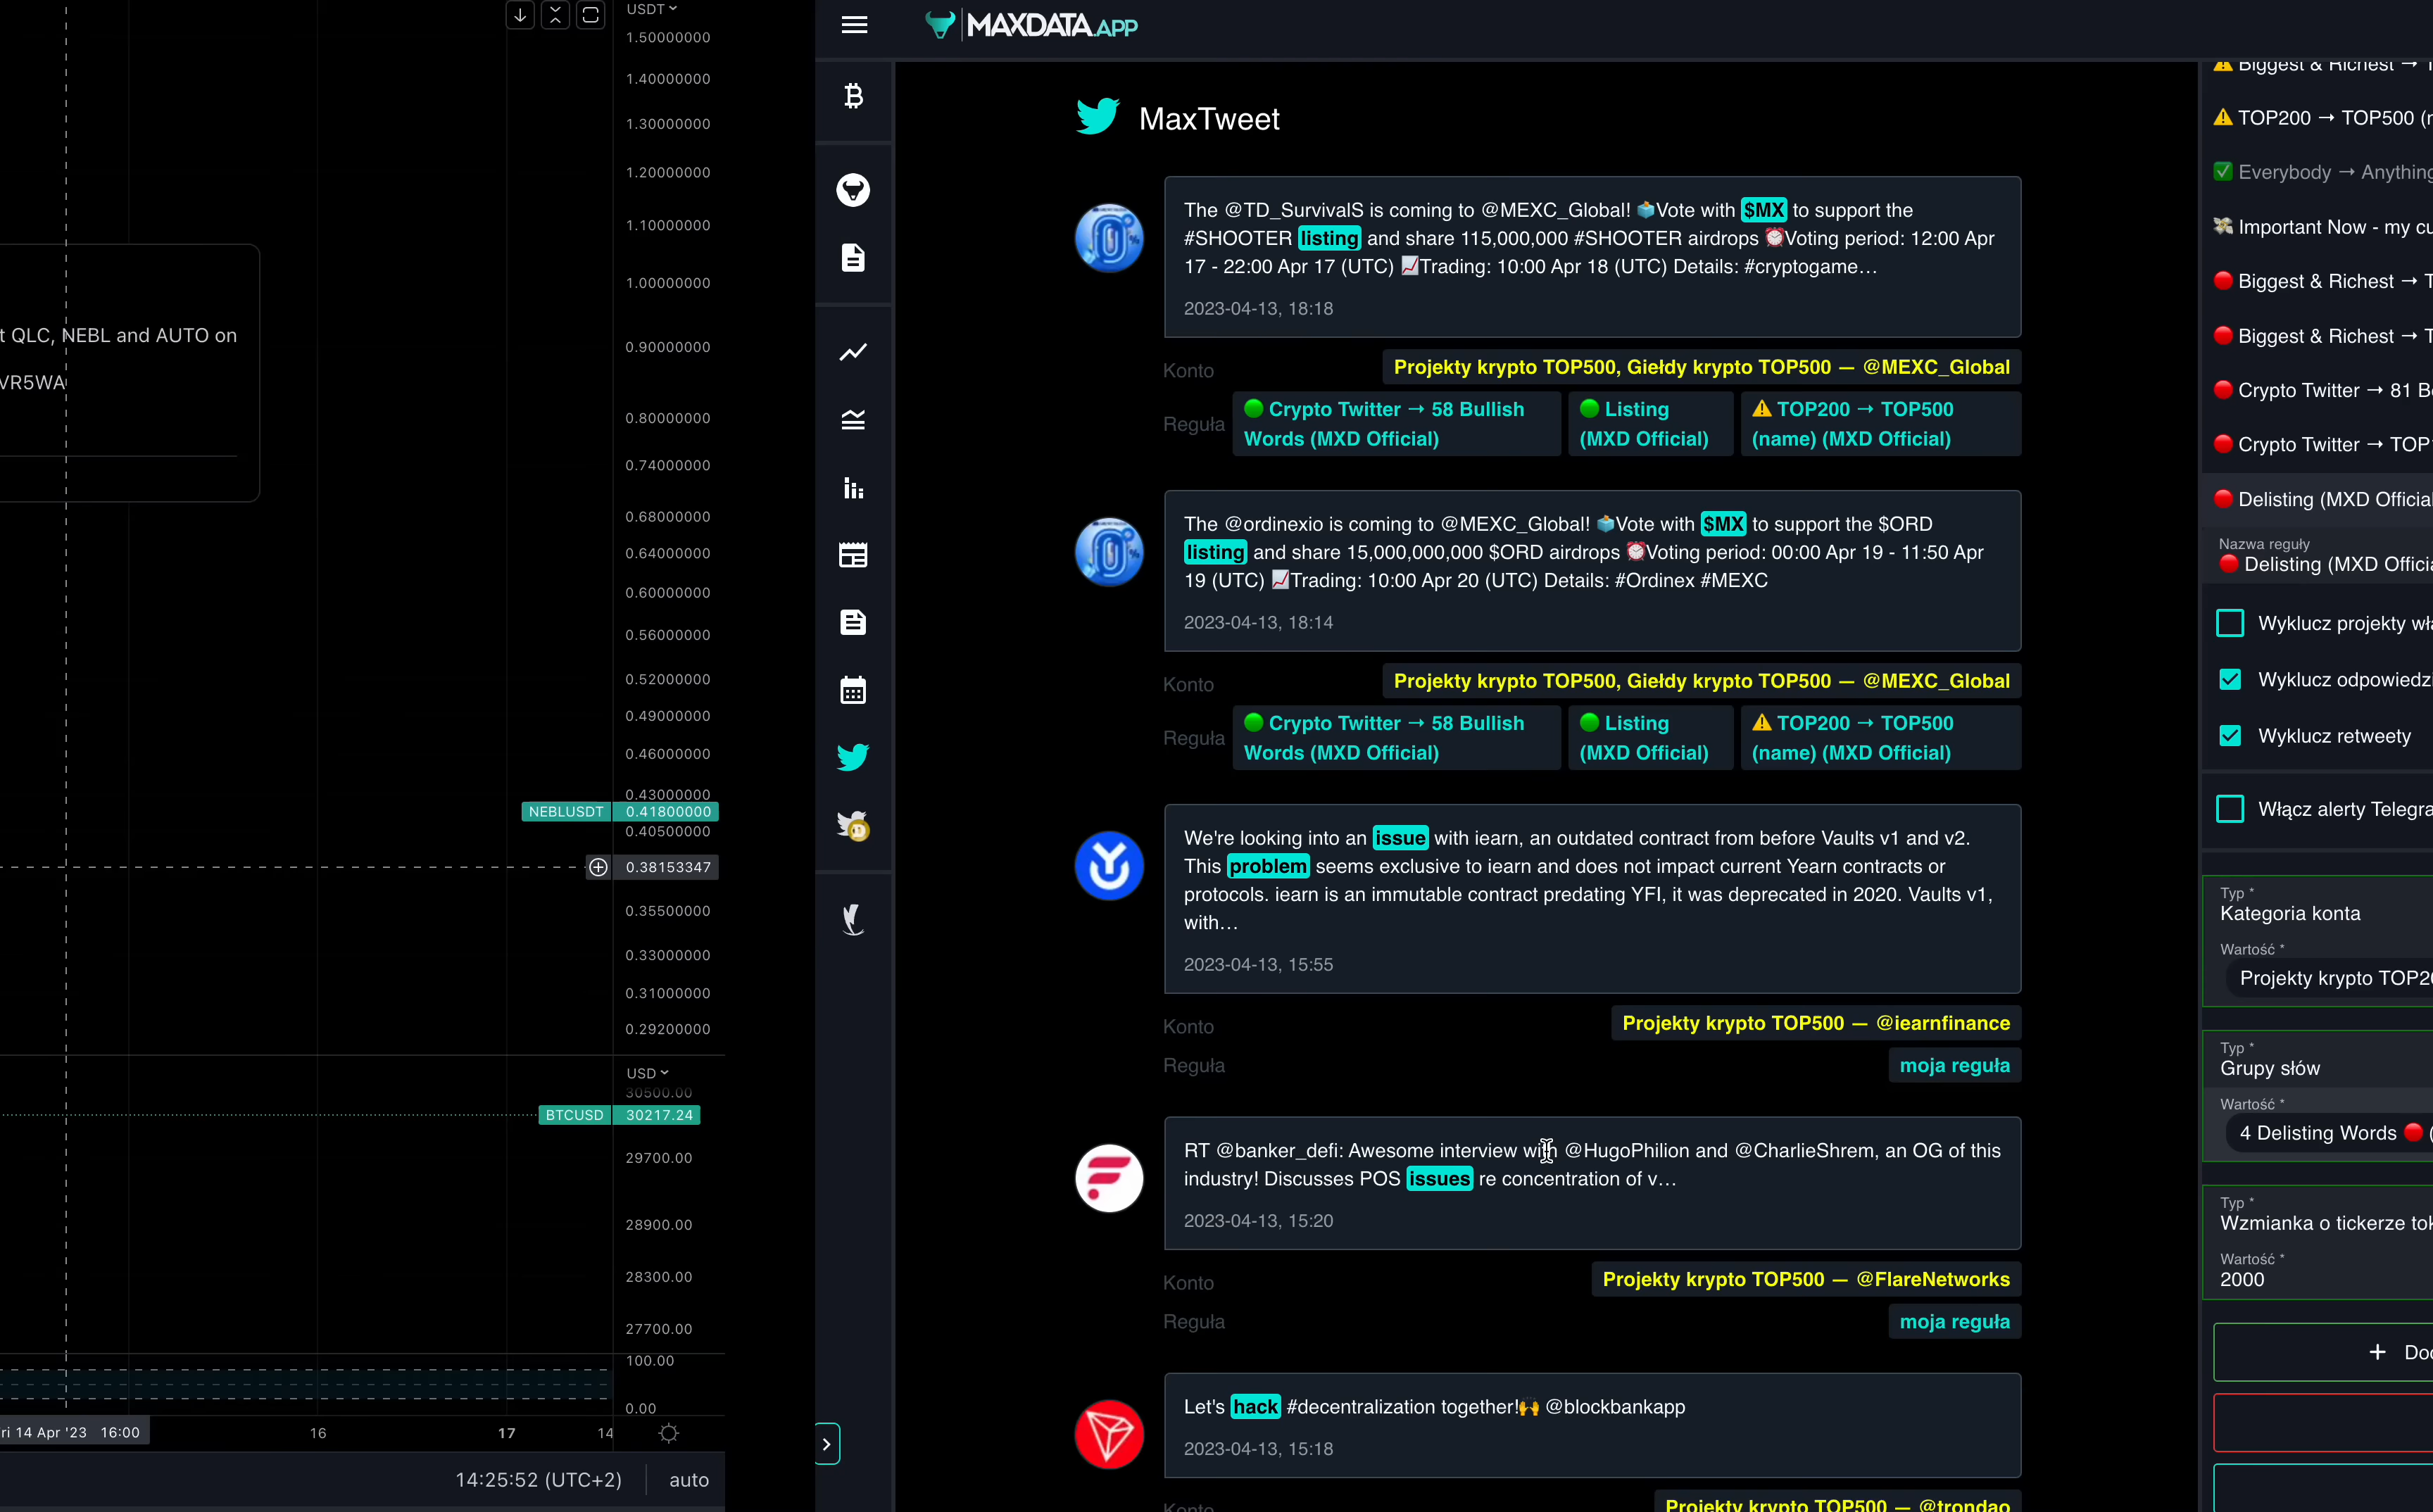 USDT
1.50000000
1.40000000
1.30000000
1.20000000
1.10000000
1.00000000
0.90000000
0.80000000
0.74000000
0.68000000
0.64000000
0.60000000
0.56000000
0.52000000
0.49000000
0.46000000
0.43000000
NEBLUSDT 0.41800000
0.40500000
0.38153347
0.35500000
0.33000000
0.31000000
0.29200000
t QLC, NEBL and AUTO on
VR5WA
USD
30500.00
BTCUSD 30217.24
29700.00
28900.00
28300.00
27700.00
100.00
0.00
ri 14 Apr '23 16:00
16 17 14
14:25:52 (UTC+2) auto
MAXDATA.APP
MaxTweet
The @TD_SurvivalS is coming to @MEXC_Global! 🗳Vote with $MX to support the
#SHOOTER listing and share 115,000,000 #SHOOTER airdrops ⏰Voting period: 12:00 Apr
17 - 22:00 Apr 17 (UTC) 📈Trading: 10:00 Apr 18 (UTC) Details: #cryptogame…
2023-04-13, 18:18
Konto Projekty krypto TOP500, Giełdy krypto TOP500 — @MEXC_Global
Reguła
🟢 Crypto Twitter → 58 Bullish
Words (MXD Official)
🟢 Listing
(MXD Official)
⚠ TOP200 → TOP500
(name) (MXD Official)
The @ordinexio is coming to @MEXC_Global! 🗳Vote with $MX to support the $ORD
listing and share 15,000,000,000 $ORD airdrops ⏰Voting period: 00:00 Apr 19 - 11:50 Apr
19 (UTC) 📈Trading: 10:00 Apr 20 (UTC) Details: #Ordinex #MEXC
2023-04-13, 18:14
Konto Projekty krypto TOP500, Giełdy krypto TOP500 — @MEXC_Global
Reguła
🟢 Crypto Twitter → 58 Bullish
Words (MXD Official)
🟢 Listing
(MXD Official)
⚠ TOP200 → TOP500
(name) (MXD Official)
We're looking into an issue with iearn, an outdated contract from before Vaults v1 and v2.
This problem seems exclusive to iearn and does not impact current Yearn contracts or
protocols. iearn is an immutable contract predating YFI, it was deprecated in 2020. Vaults v1,
with…
2023-04-13, 15:55
Konto Projekty krypto TOP500 — @iearnfinance
Reguła moja reguła
RT @banker_defi: Awesome interview with @HugoPhilion and @CharlieShrem, an OG of this
industry! Discusses POS issues re concentration of v…
2023-04-13, 15:20
Konto Projekty krypto TOP500 — @FlareNetworks
Reguła moja reguła
Let's hack #decentralization together!🙌 @blockbankapp
2023-04-13, 15:18
Konto Projekty krypto TOP500 — @trondao
⚠ Biggest & Richest →
⚠ TOP200 → TOP500 (
✅ Everybody → Anything
💸 Important Now - my cu
🔴 Biggest & Richest → T
🔴 Biggest & Richest → T
🔴 Crypto Twitter → 81 Be
🔴 Crypto Twitter → TOP
🔴 Delisting (MXD Official
Nazwa reguły
🔴 Delisting (MXD Officia
Wyklucz projekty wła
Wyklucz odpowiedzi
Wyklucz retweety
Włącz alerty Telegra
Typ *
Kategoria konta
Wartość *
Projekty krypto TOP20
Typ *
Grupy słów
Wartość *
4 Delisting Words 🔴 (
Typ *
Wzmianka o tickerze tok
Wartość *
2000
+ Dod